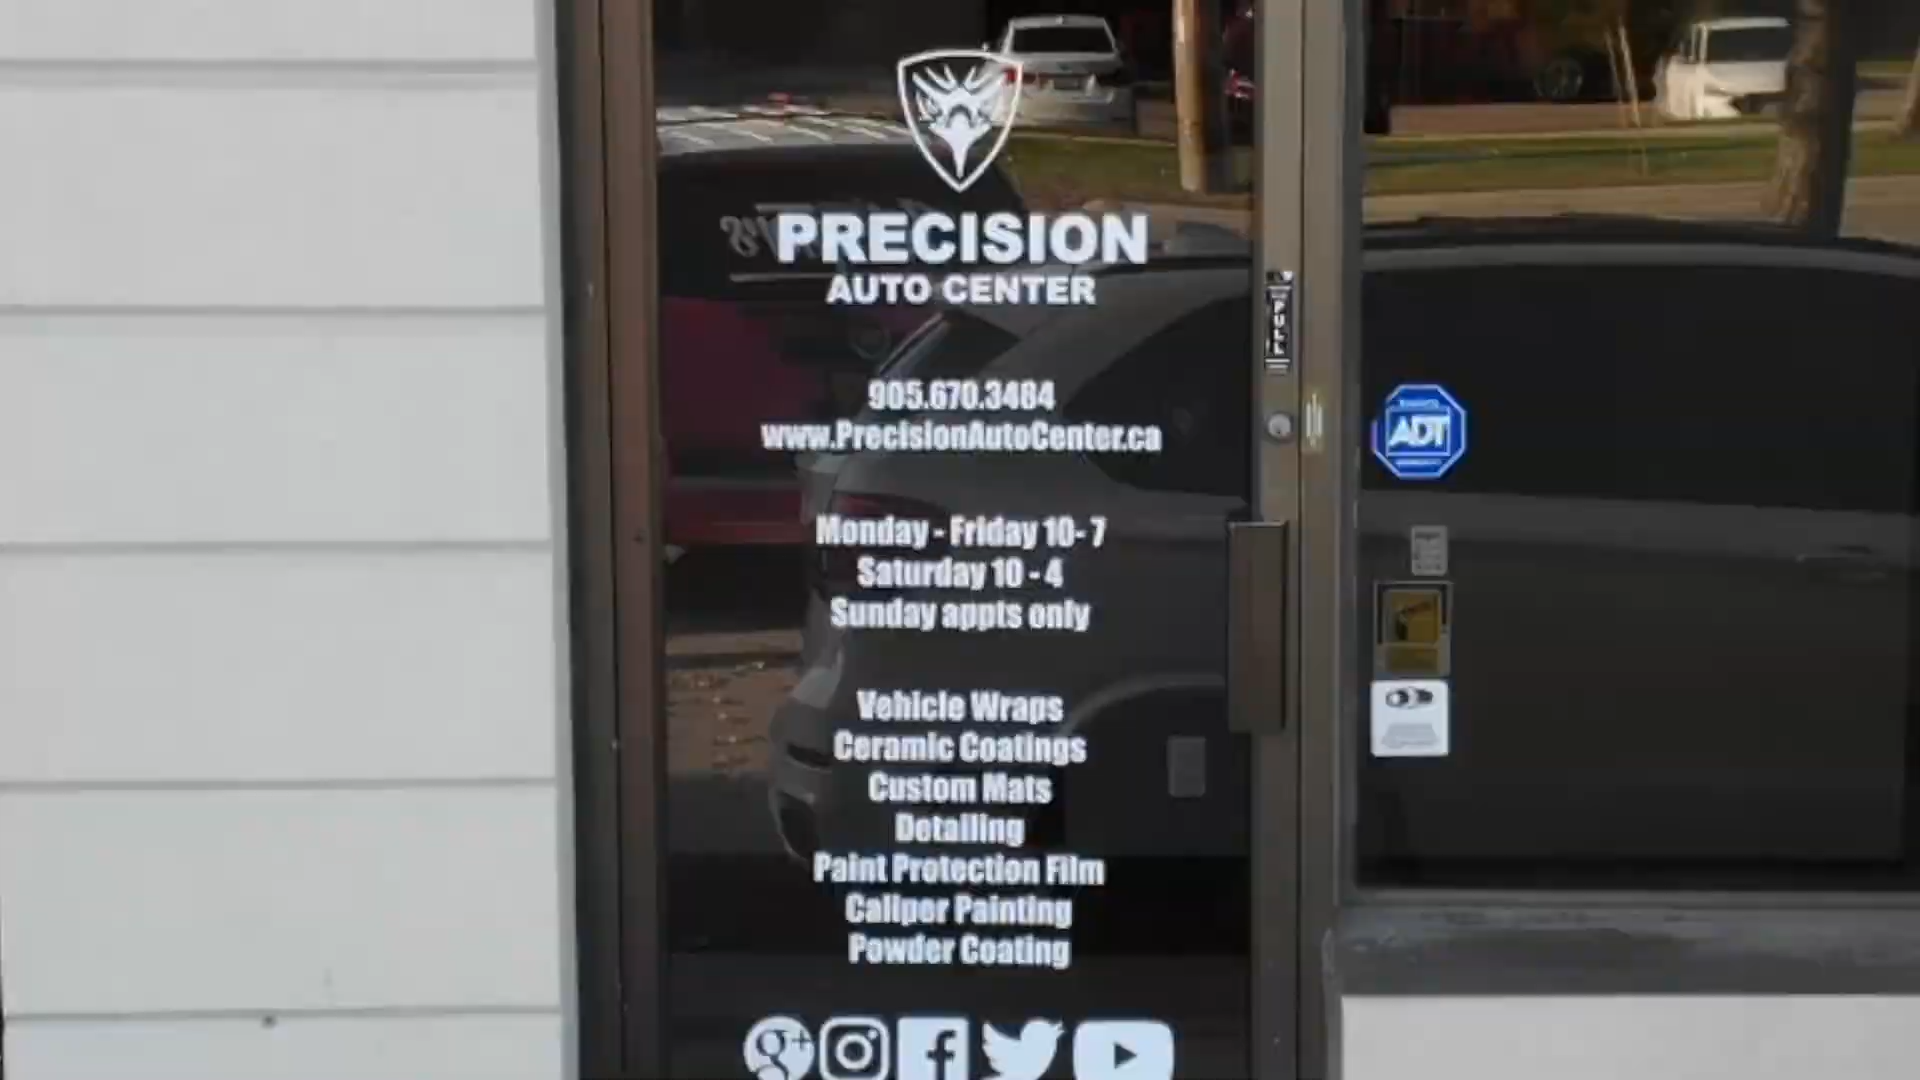 PRECISION
AUTO CENTER
PULL
905.670.3484
www.PrecisionAutoCenter.ca
ADT
Monday - Friday 10- 7
Saturday 10 - 4
Sunday appts only
Vehicle Wraps
Ceramic Coatings
Custom Mats
Detailing
Paint Protection Film
Caliper Painting
Powder Coating
g+